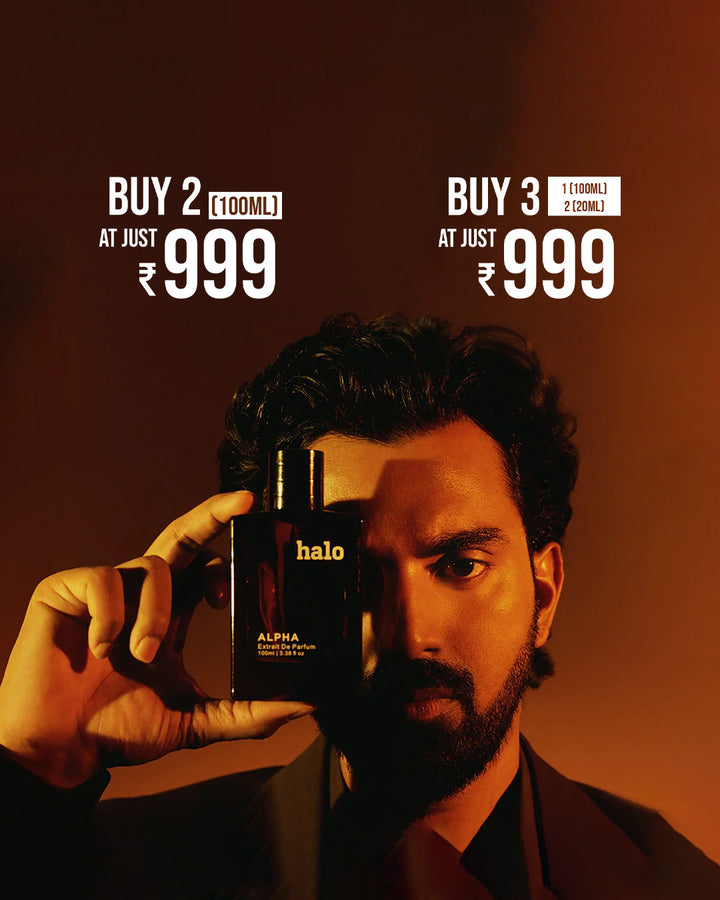 BUY 2 (100ML)
AT JUST
₹999
BUY 3 1 (100ML)
2 (20ML)
AT JUST
₹999
halo
ALPHA
Extrait De Parfum
100ml | 3.38 fl oz